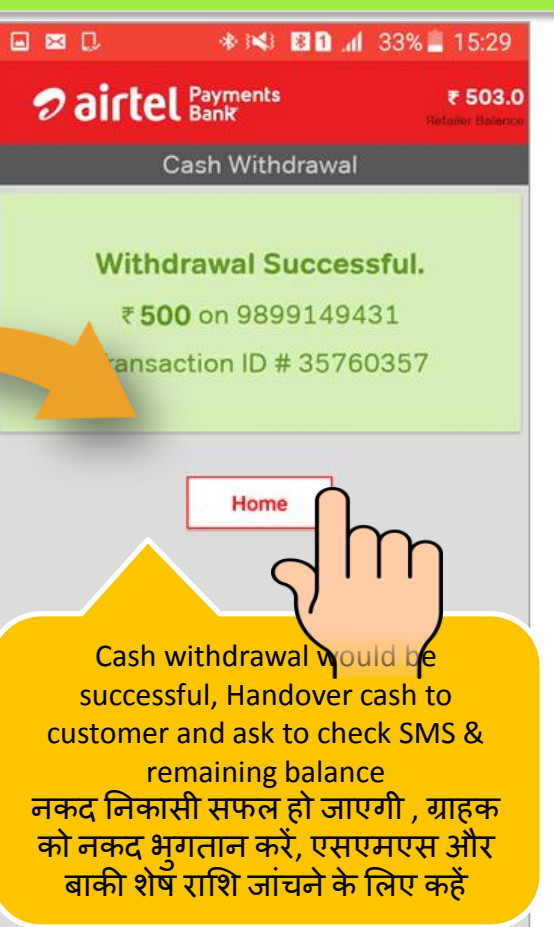 33% 15:29
airtel Payments Bank ₹ 503.0
Retailer Balance
Cash Withdrawal
Withdrawal Successful.
₹ 500 on 9899149431
ansaction ID # 35760357
Home
Cash withdrawal would be
successful, Handover cash to
customer and ask to check SMS &
remaining balance
नकद निकासी सफल हो जाएगी , ग्राहक
को नकद भुगतान करें, एसएमएस और
बाकी शेष राशि जांचने के लिए कहें